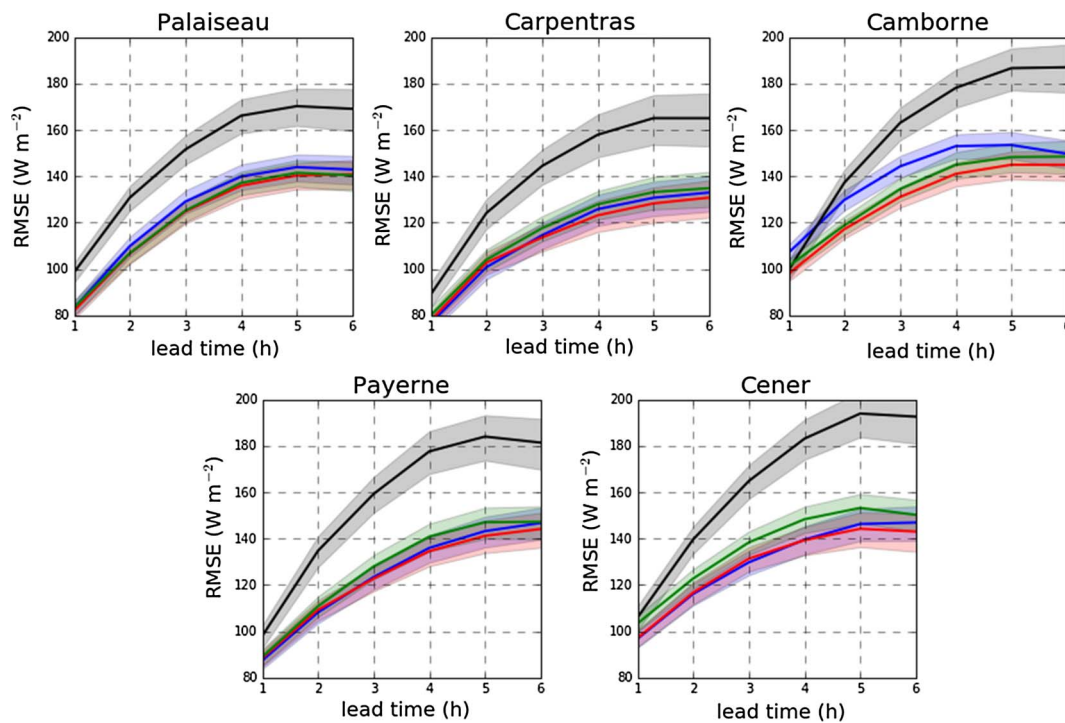 Palaiseau
Carpentras
Camborne
200
180
160
140
120
100
80
RMSE (W m⁻²)
1 2 3 4 5 6
lead time (h)
200
180
160
140
120
100
80
RMSE (W m⁻²)
1 2 3 4 5 6
lead time (h)
200
180
160
140
120
100
80
RMSE (W m⁻²)
1 2 3 4 5 6
lead time (h)
Payerne
Cener
200
180
160
140
120
100
80
RMSE (W m⁻²)
1 2 3 4 5 6
lead time (h)
200
180
160
140
120
100
80
RMSE (W m⁻²)
1 2 3 4 5 6
lead time (h)